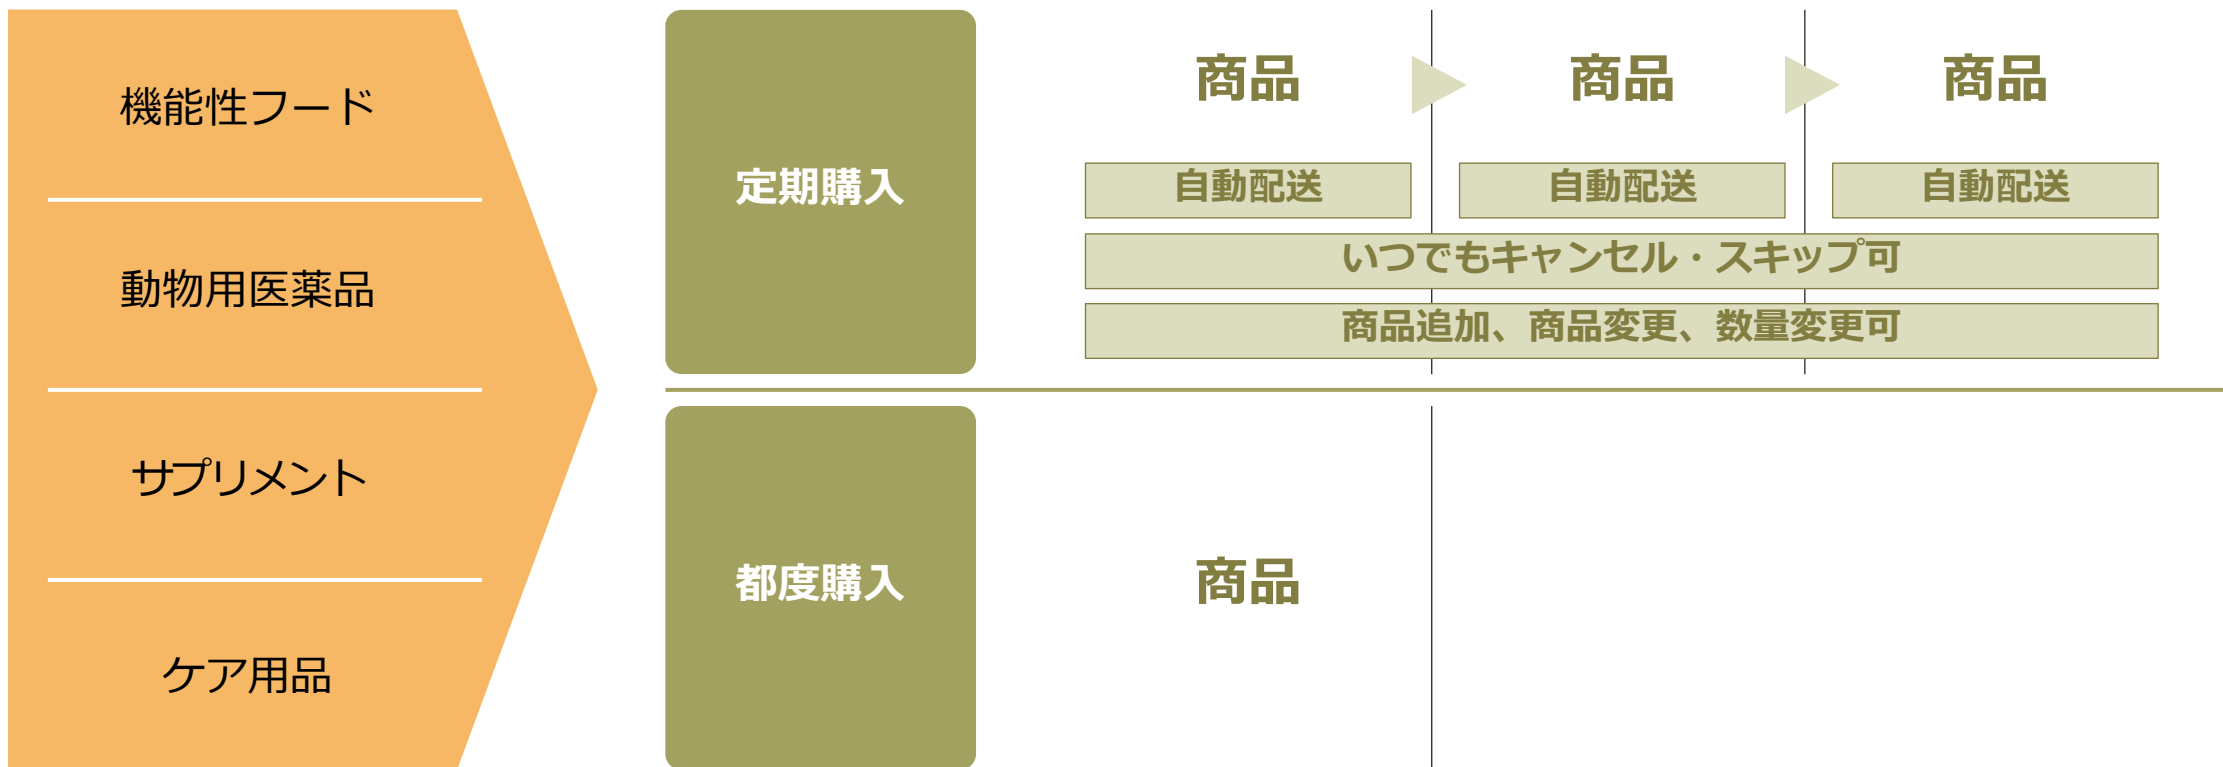 機能性フード
動物用医薬品
サプリメント
ケア用品
定期購入
商品
商品
商品
自動配送
自動配送
自動配送
いつでもキャンセル・スキップ可
商品追加、商品変更、数量変更可
都度購入
商品